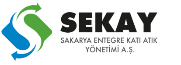 SEKAY
SAKARYA ENTEGRE KATI ATIK
YÖNETİMİ A.Ş.